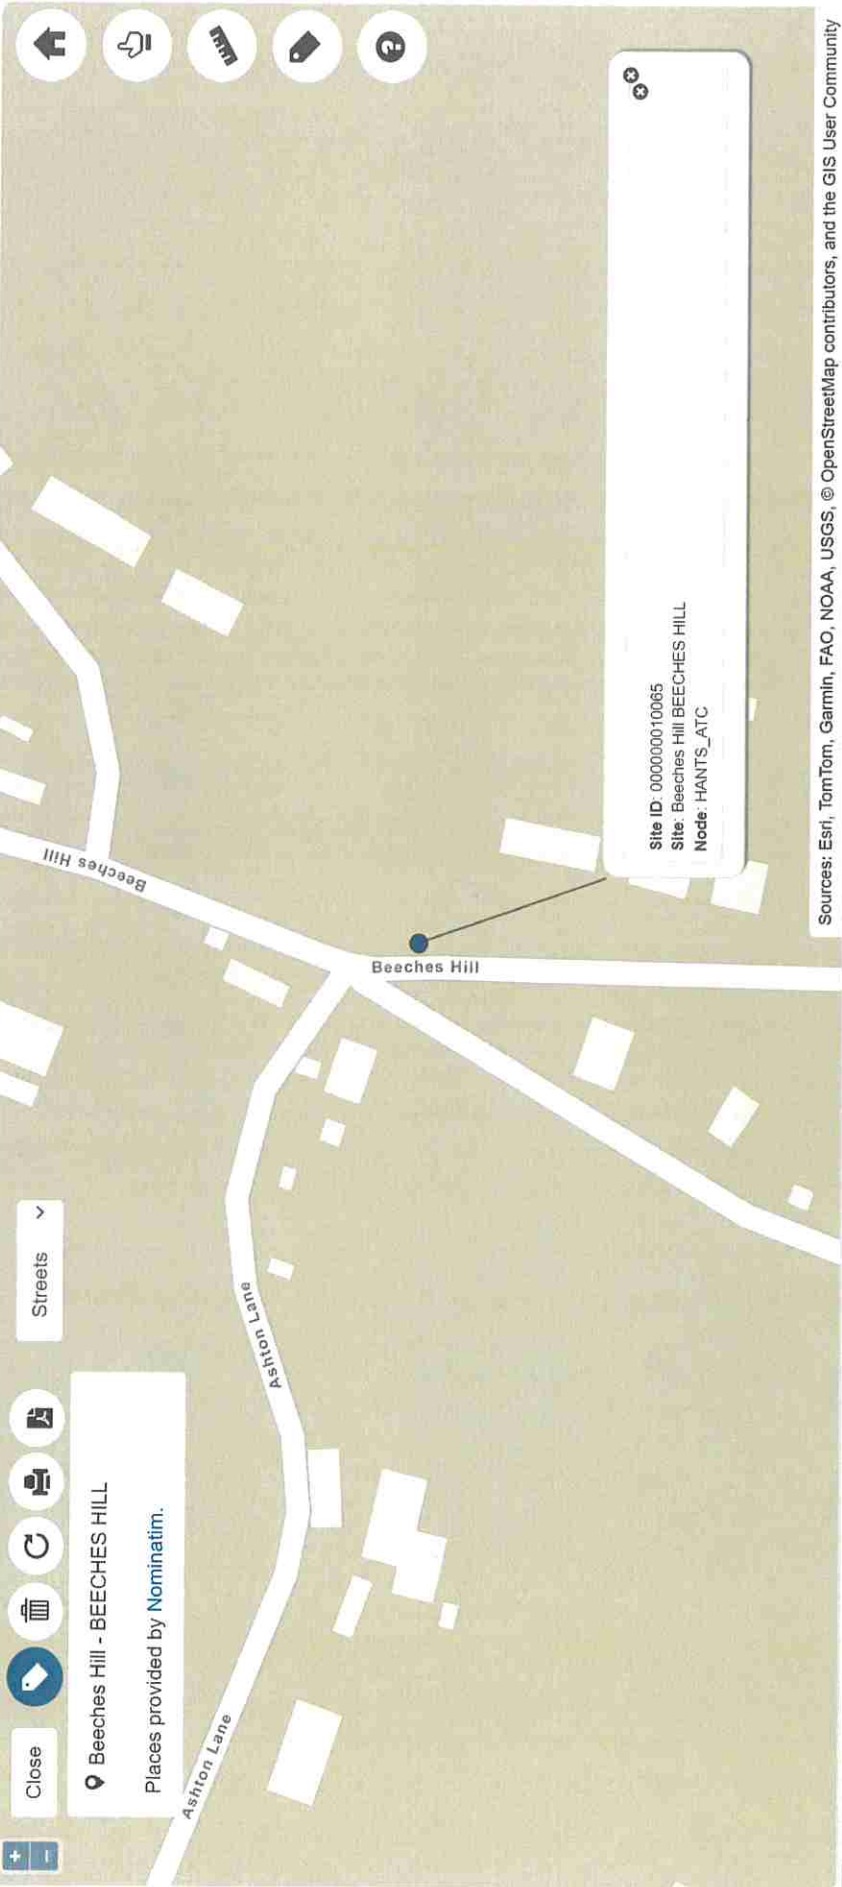 +
−
Close
Streets
Beeches Hill - BEECHES HILL
Places provided by Nominatim.
Ashton Lane
Ashton Lane
Beeches Hill
Beeches Hill
Site ID: 000000010065
Site: Beeches Hill BEECHES HILL
Node: HANTS_ATC
Sources: Esri, TomTom, Garmin, FAO, NOAA, USGS, © OpenStreetMap contributors, and the GIS User Community